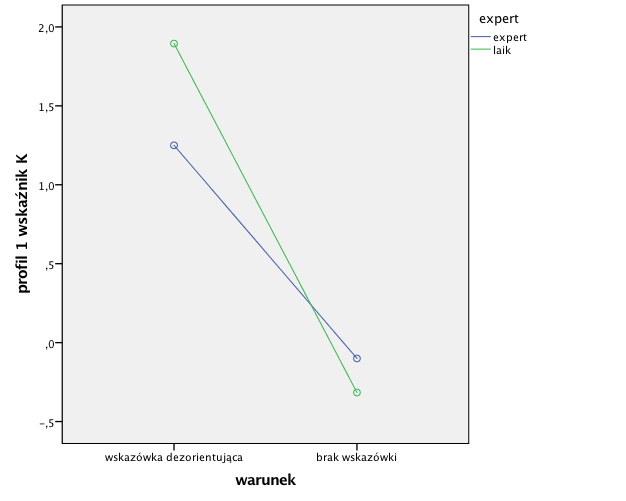 expert
expert
laik
profil 1 wskaźnik K
2,0
1,5
1,0
,5
,0
-,5
wskazówka dezorientująca
brak wskazówki
warunek